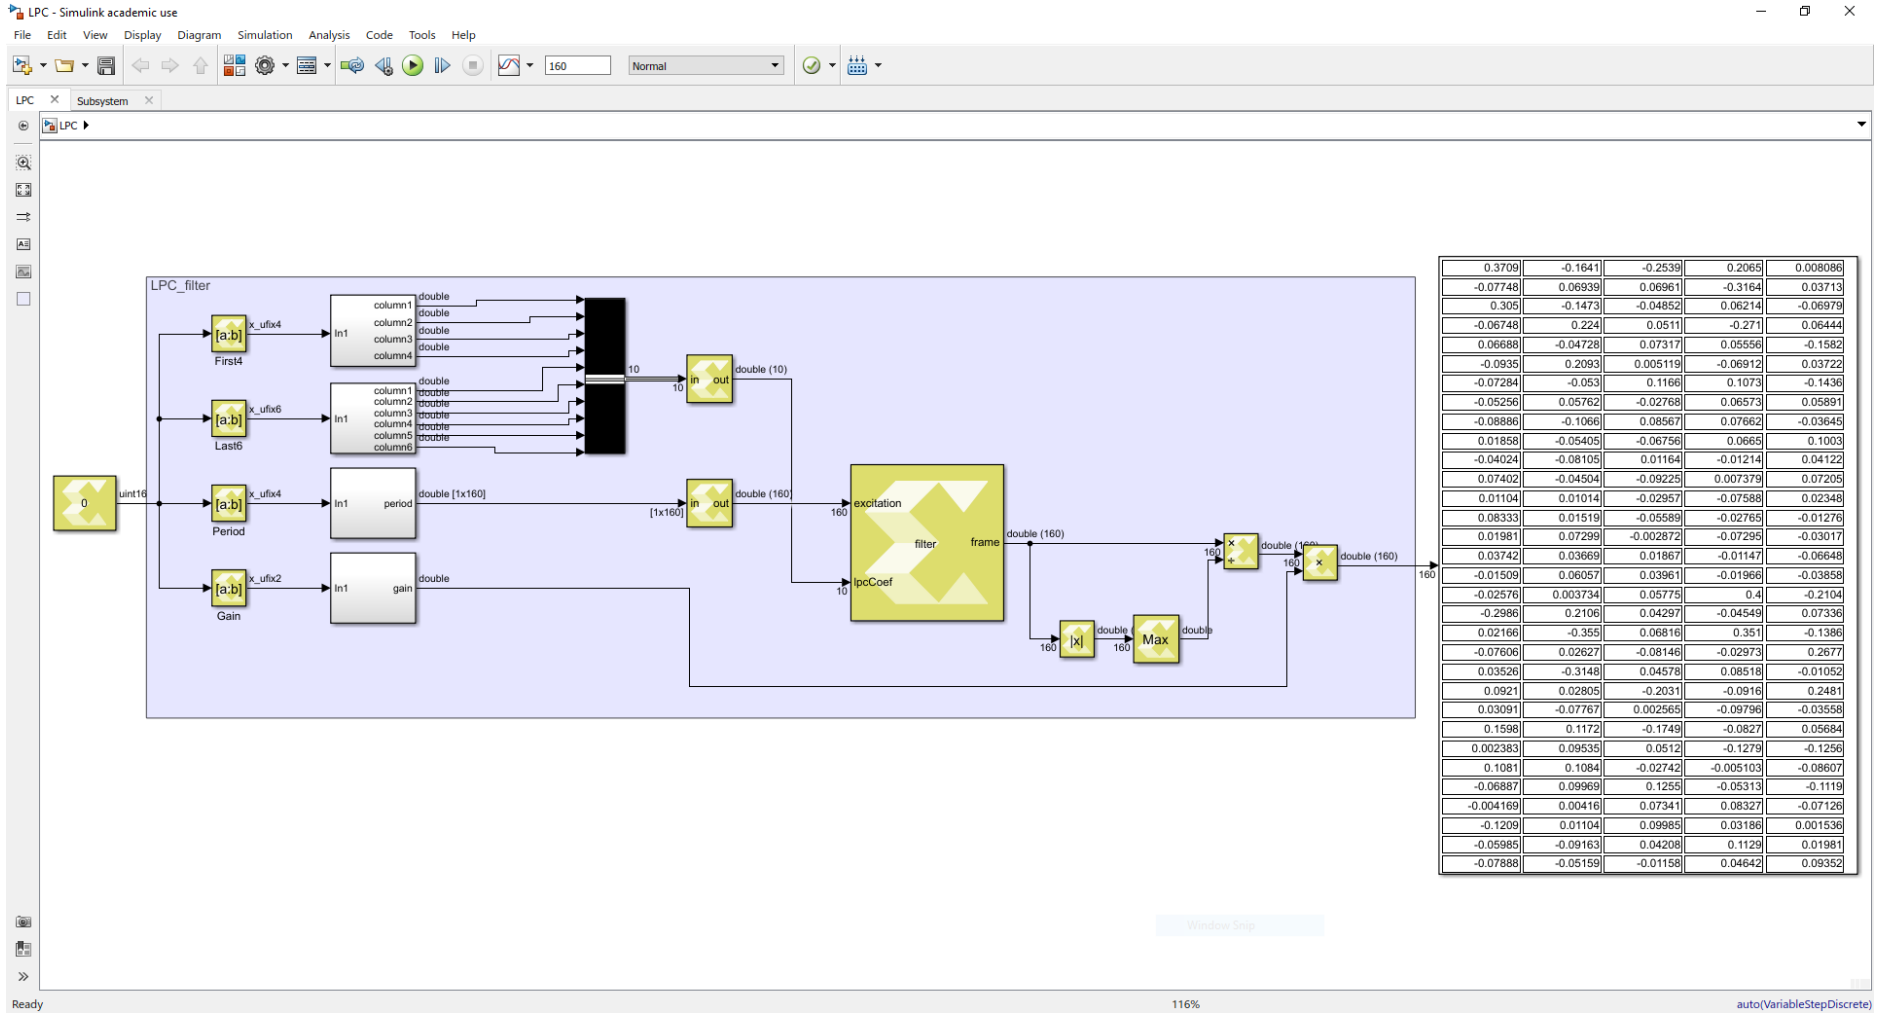 LPC - Simulink academic use
File Edit View Display Diagram Simulation Analysis Code Tools Help
160 Normal
LPC Subsystem
LPC
LPC_filter
[a:b] x_ufix4
First4
In1 column1 column2 column3 column4
double
double
double
double
[a:b] x_ufix6
Last6
In1 column1 column2 column3 column4 column5 column6
double
double
double
double
double
double
10
10
in out double (10)
0 uint16
[a:b] x_ufix4
Period
In1 period double [1x160]
[1x160]
in out double (160)
[a:b] x_ufix2
Gain
In1 gain double
160
excitation
filter
frame
lpcCoef
10
double (160)
160
|x|
double (
160
Max
double
160
×
÷
double (160)
160
×
double (160)
160
0.3709 -0.1641 -0.2539 0.2065 0.008086
-0.07748 0.06939 0.06961 -0.3164 0.03713
0.305 -0.1473 -0.04852 0.06214 -0.06979
-0.06748 0.224 0.0511 -0.271 0.06444
0.06688 -0.04728 0.07317 0.05556 -0.1582
-0.0935 0.2093 0.005119 -0.06912 0.03722
-0.07284 -0.053 0.1166 0.1073 -0.1436
-0.05256 0.05762 -0.02768 0.06573 0.05891
-0.08886 -0.1066 0.08567 0.07662 -0.03645
0.01858 -0.05405 -0.06756 0.0665 0.1003
-0.04024 -0.08105 0.01164 -0.01214 0.04122
0.07402 -0.04504 -0.09225 0.007379 0.07205
0.01104 0.01014 -0.02957 -0.07588 0.02348
0.08333 0.01519 -0.05589 -0.02765 -0.01276
0.01981 0.07299 -0.002872 -0.07295 -0.03017
0.03742 0.03669 0.01867 -0.01147 -0.06648
-0.01509 0.06057 0.03961 -0.01966 -0.03858
-0.02576 0.003734 0.05775 0.4 -0.2104
-0.2986 0.2106 0.04297 -0.04549 0.07336
0.02166 -0.355 0.06816 0.351 -0.1386
-0.07606 0.02627 -0.08146 -0.02973 0.2677
0.03526 -0.3148 0.04578 0.08518 -0.01052
0.0921 0.02805 -0.2031 -0.0916 0.2481
0.03091 -0.07767 0.002565 -0.09796 -0.03558
0.1598 0.1172 -0.1749 -0.0827 0.05684
0.002383 0.09535 0.0512 -0.1279 -0.1256
0.1081 0.1084 -0.02742 -0.005103 -0.08607
-0.06887 0.09969 0.1255 -0.05313 -0.1119
-0.004169 0.00416 0.07341 0.08327 -0.07126
-0.1209 0.01104 0.09985 0.03186 0.001536
-0.05985 -0.09163 0.04208 0.1129 0.01981
-0.07888 -0.05159 -0.01158 0.04642 0.09352
Window Snip
Ready 116% auto(VariableStepDiscrete)